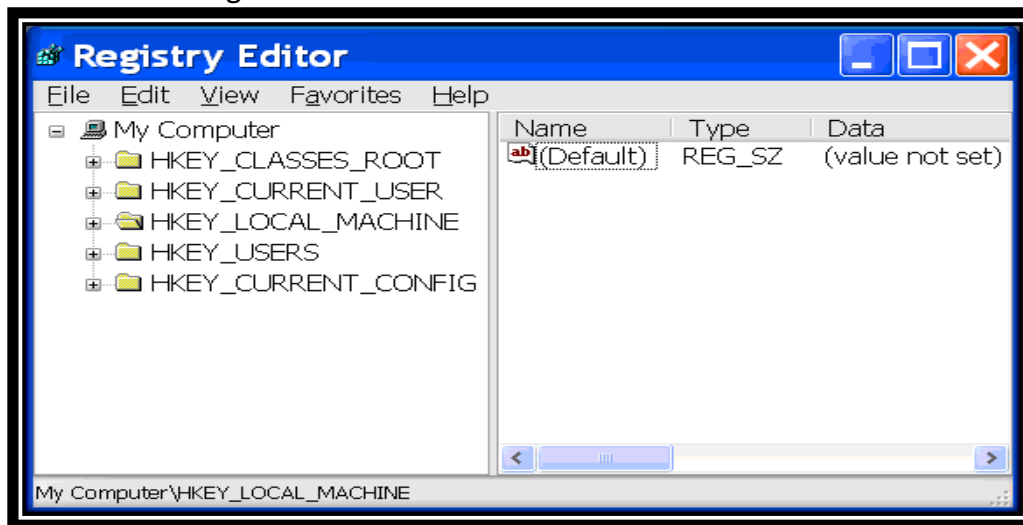 Registry Editor
File Edit View Favorites Help
My Computer
HKEY_CLASSES_ROOT
HKEY_CURRENT_USER
HKEY_LOCAL_MACHINE
HKEY_USERS
HKEY_CURRENT_CONFIG
Name Type Data
ab (Default) REG_SZ (value not set)
My Computer\HKEY_LOCAL_MACHINE